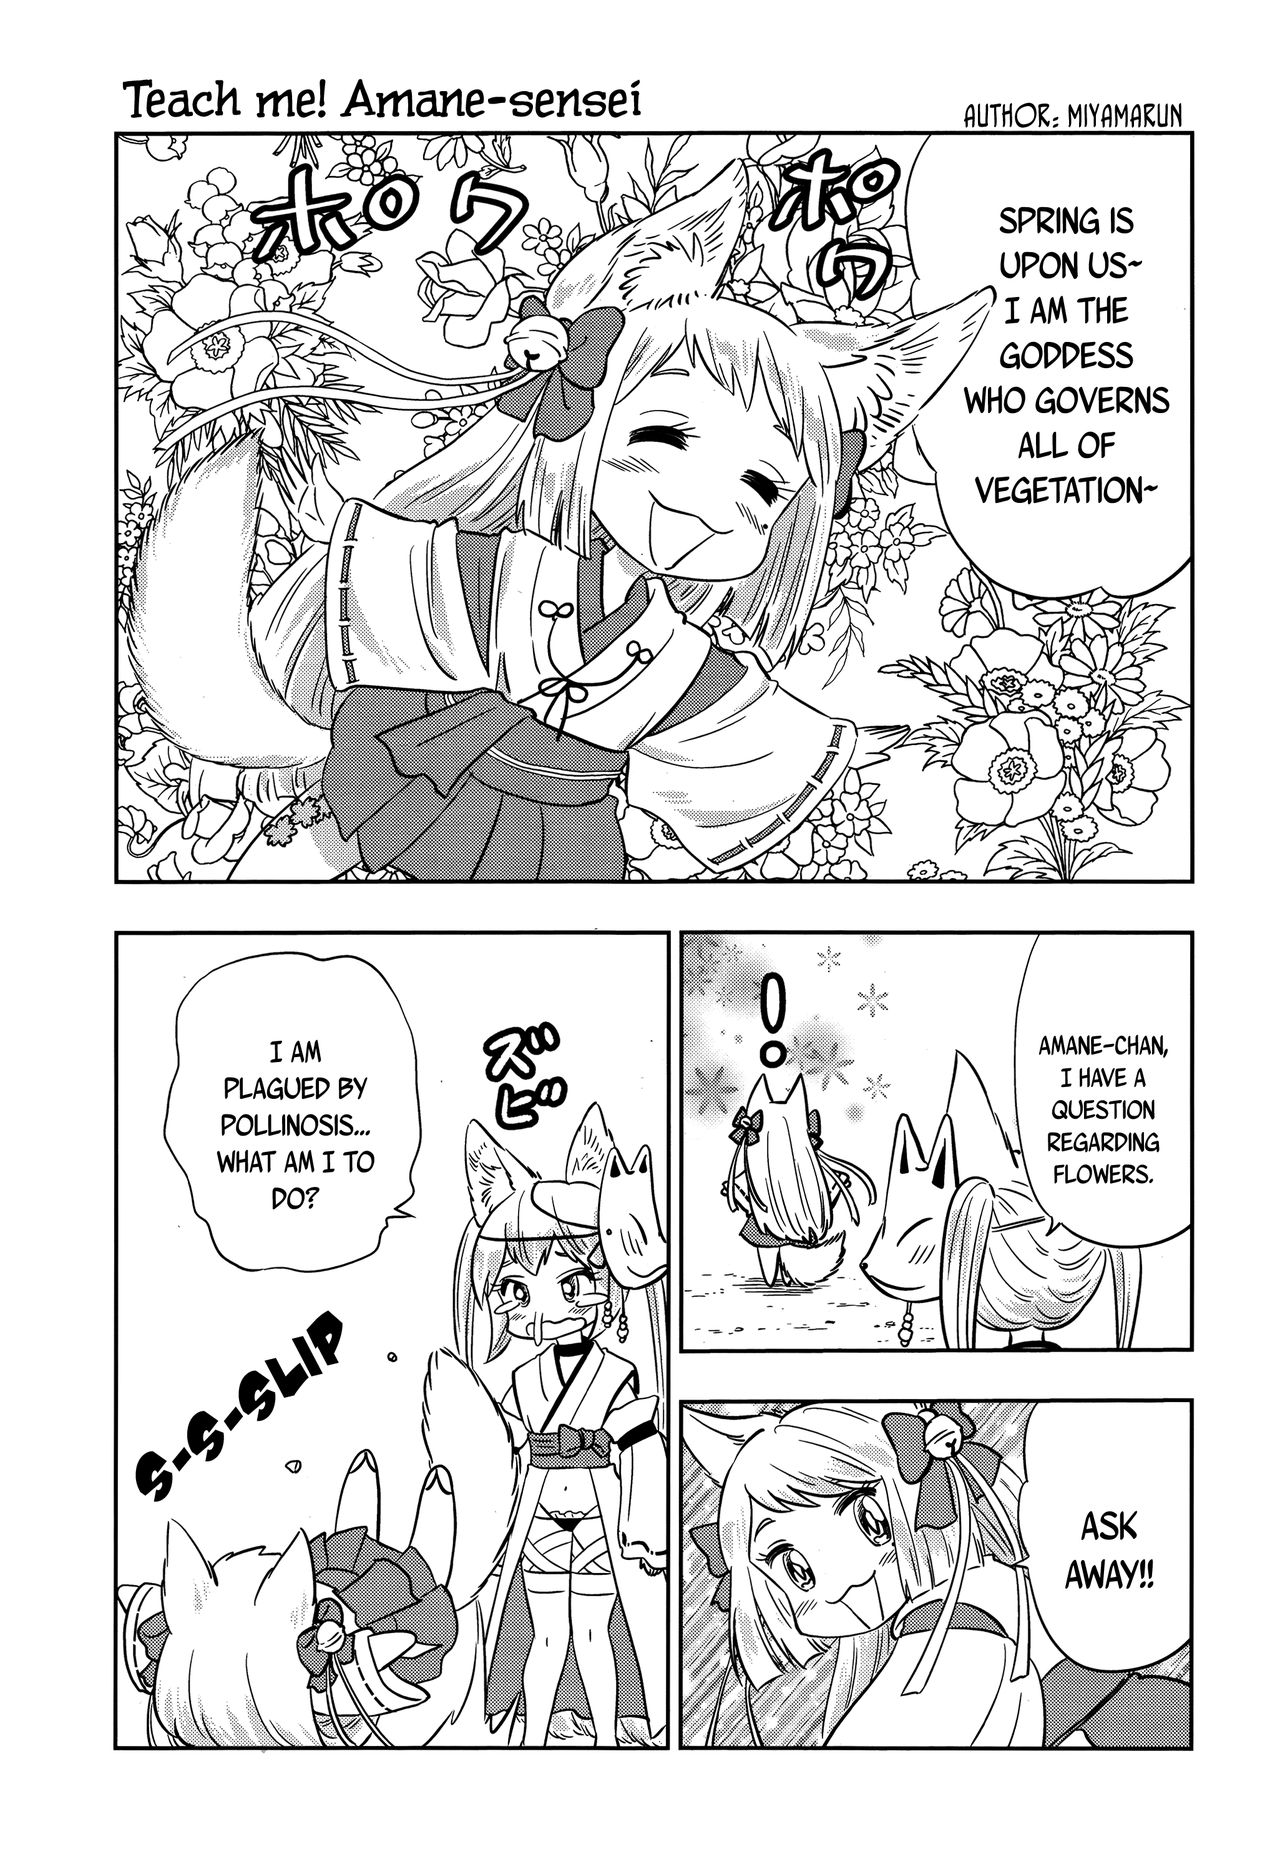 Teach me! Amane-sensei
AUTHOR: MIYAMARUN
SPRING IS
UPON US~
I AM THE
GODDESS
WHO GOVERNS
ALL OF
VEGETATION~
ポ
ワ
ポ
ワ
!
AMANE-CHAN,
I HAVE A
QUESTION
REGARDING
FLOWERS.
ASK
AWAY!!
ズビ
I AM
PLAGUED BY
POLLINOSIS...
WHAT AM I TO
DO?
S-S-SLIP